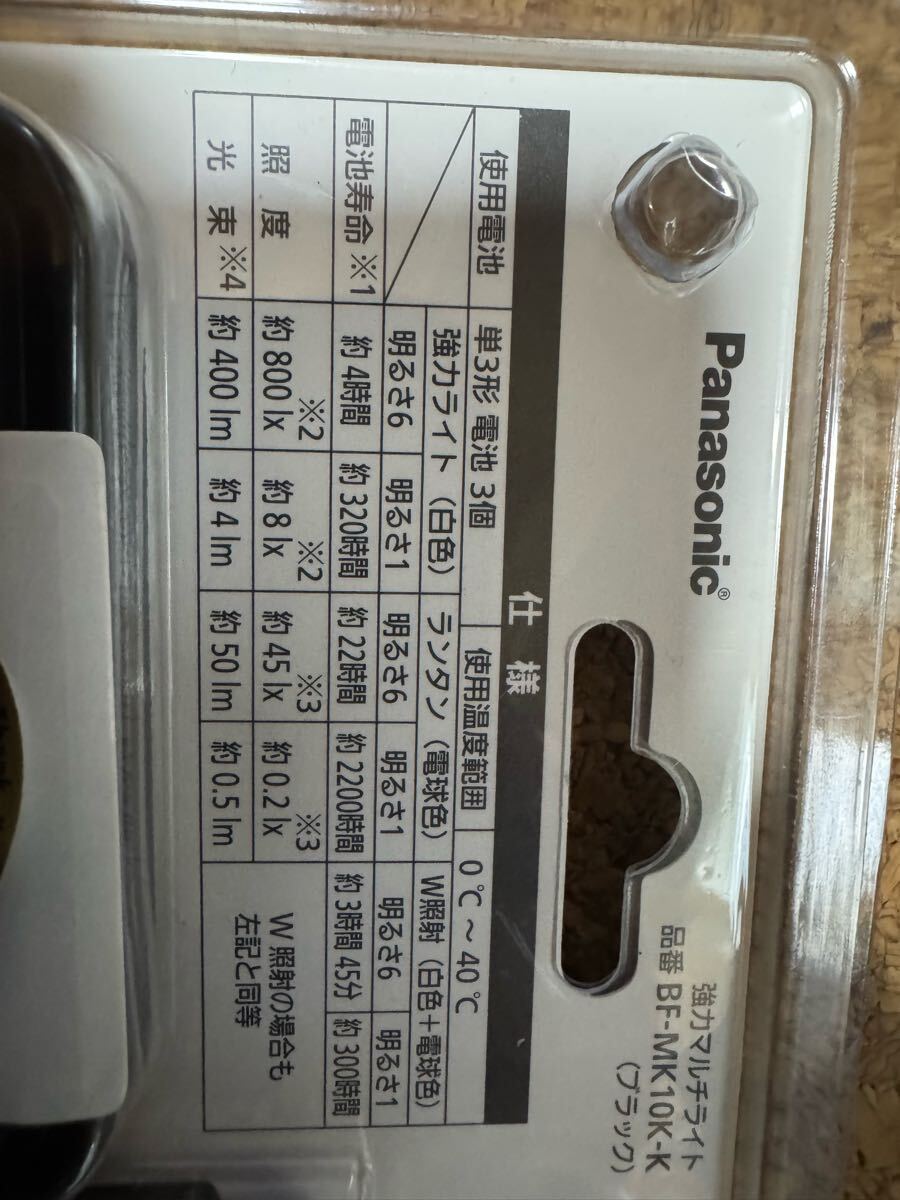 Panasonic®
強力マルチライト
品番 BF-MK10K-K
(ブラック)
仕様
使用電池 単3形 電池 3個 使用温度範囲 0℃～40℃
強力ライト（白色） ランタン（電球色） W照射（白色＋電球色）
明るさ6 明るさ1 明るさ6 明るさ1 明るさ6 明るさ1
電池寿命 ※1 約 4時間 約 320時間 約 22時間 約 2200時間 約 3時間 45分 約 300時間
照度 約 800 lx ※2 約 8 lx ※2 約 45 lx ※3 約 0.2 lx ※3 W 照射の場合も
左記と同等
光束 ※4 約 400 lm 約 4 lm 約 50 lm 約 0.5 lm